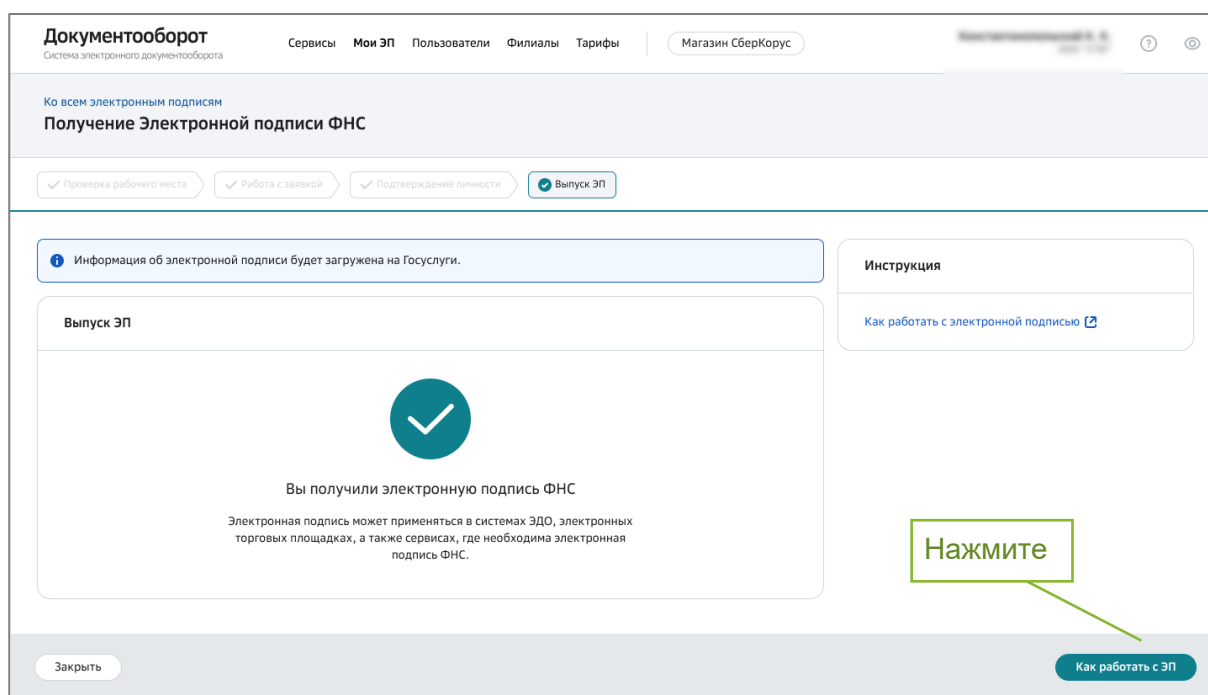 Документооборот
Система электронного документооборота
Сервисы Мои ЭП Пользователи Филиалы Тарифы Магазин СберКорус
Ко всем электронным подписям
Получение Электронной подписи ФНС
Проверка рабочего места Работа с заявкой Подтверждение личности Выпуск ЭП
Информация об электронной подписи будет загружена на Госуслуги.
Инструкция
Как работать с электронной подписью
Выпуск ЭП
Вы получили электронную подпись ФНС
Электронная подпись может применяться в системах ЭДО, электронных
торговых площадках, а также сервисах, где необходима электронная
подпись ФНС.
Нажмите
Закрыть
Как работать с ЭП